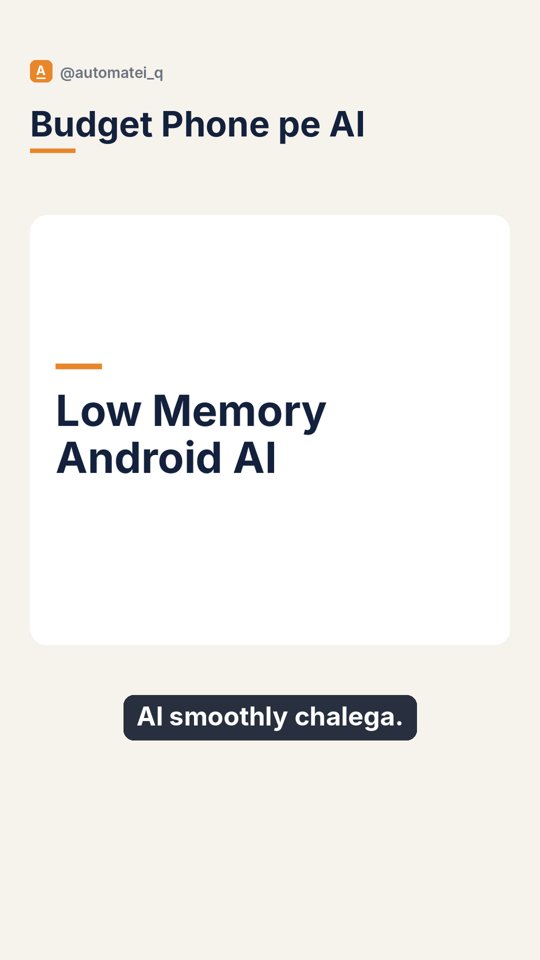 A
@automatei_q
Budget Phone pe AI
Low Memory
Android AI
AI smoothly chalega.